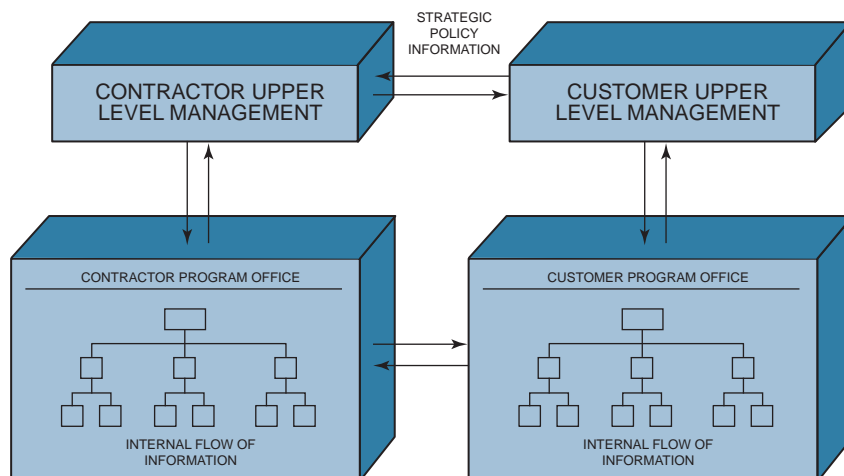 STRATEGIC
POLICY
INFORMATION
CONTRACTOR UPPER
LEVEL MANAGEMENT
CUSTOMER UPPER
LEVEL MANAGEMENT
CONTRACTOR PROGRAM OFFICE
INTERNAL FLOW OF
INFORMATION
CUSTOMER PROGRAM OFFICE
INTERNAL FLOW OF
INFORMATION